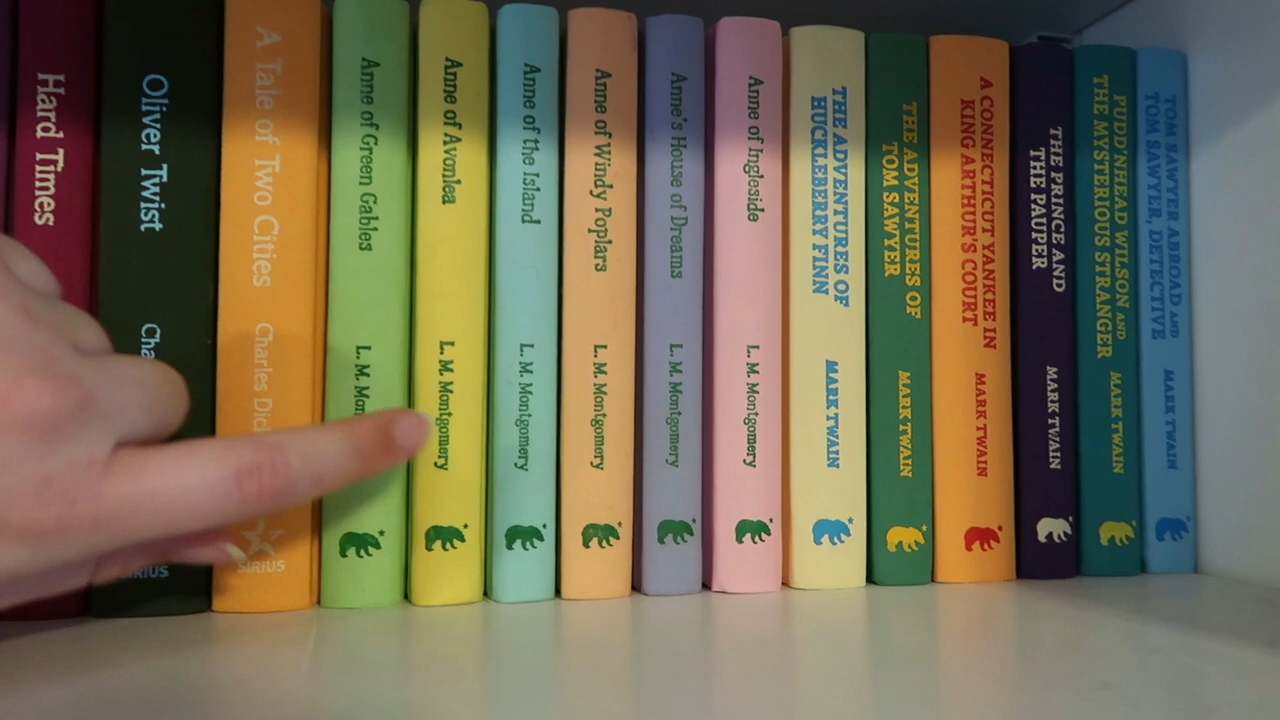 Hard Times
Oliver Twist
A Tale of Two Cities
Charles
SIRIUS
Anne of Green Gables
L. M.
Anne of Avonlea
L. M. Montgomery
Anne of the Island
L. M. Montgomery
Anne of Windy Poplars
L. M. Montgomery
Anne's House of Dreams
L. M. Montgomery
Anne of Ingleside
L. M. Montgomery
THE ADVENTURES OF
HUCKLEBERRY FINN
MARK TWAIN
THE ADVENTURES OF
TOM SAWYER
MARK TWAIN
A CONNECTICUT YANKEE IN
KING ARTHUR'S COURT
MARK TWAIN
THE PRINCE AND
THE PAUPER
MARK TWAIN
PUDD'NHEAD WILSON AND
THE MYSTERIOUS STRANGER
MARK TWAIN
TOM SAWYER ABROAD AND
TOM SAWYER, DETECTIVE
MARK TWAIN